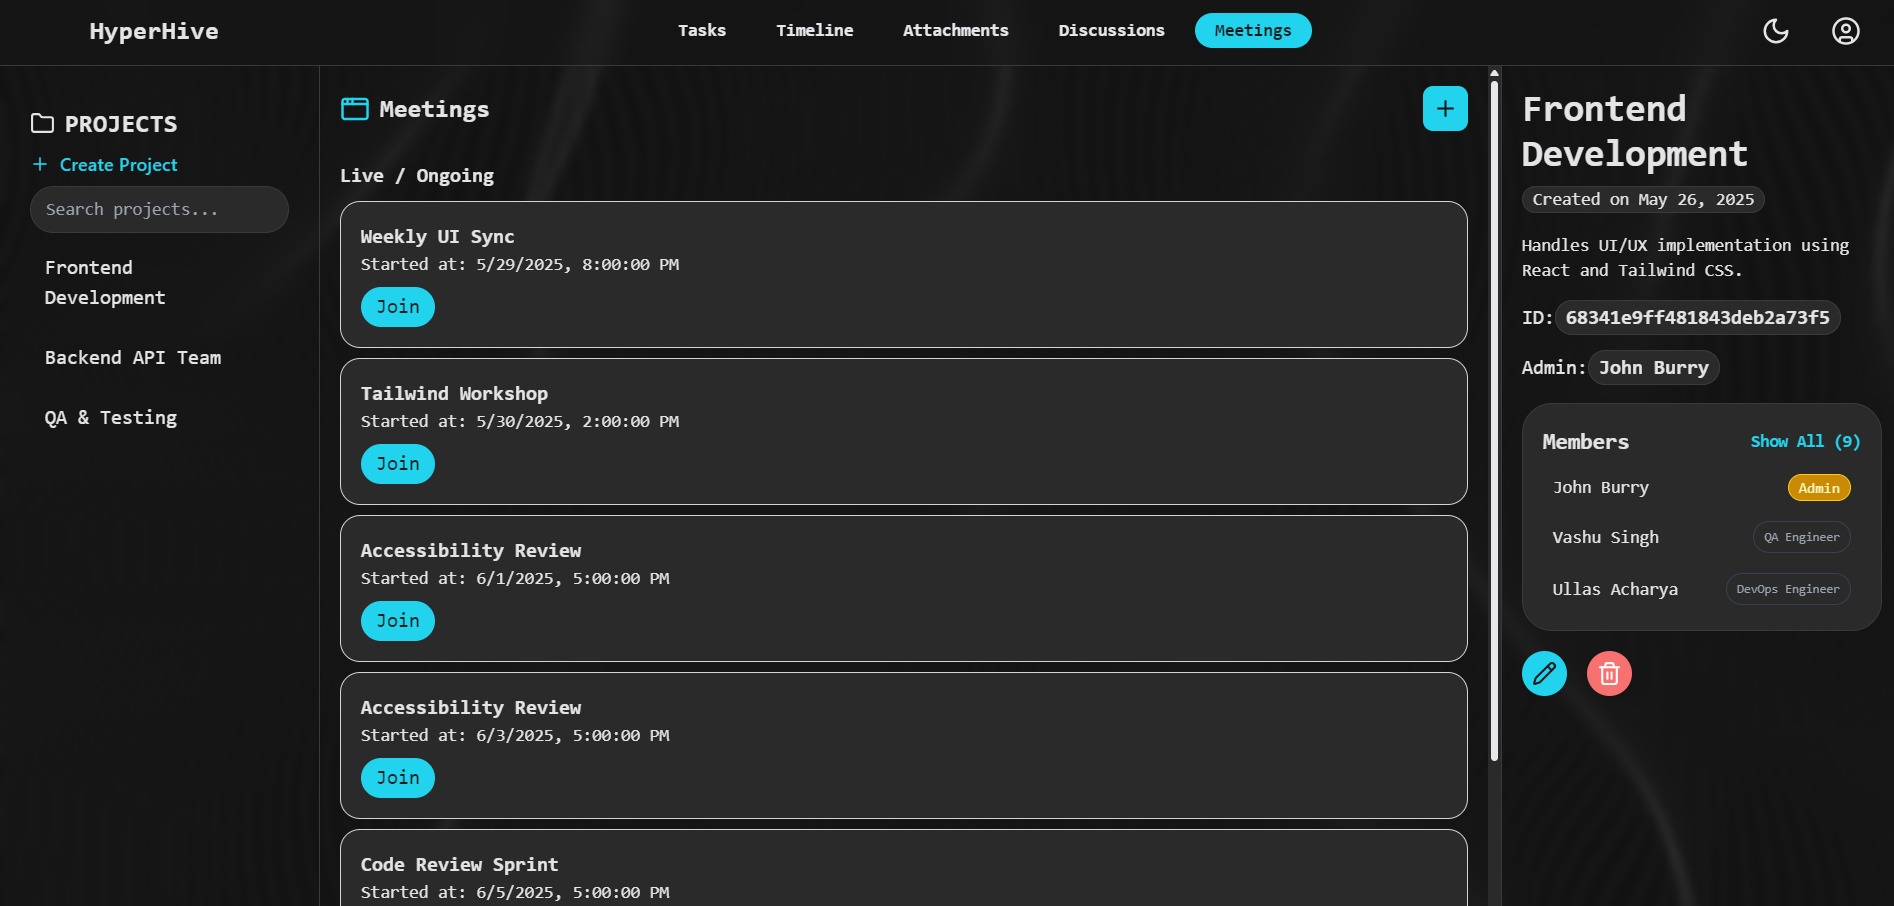 HyperHive
Tasks
Timeline
Attachments
Discussions
Meetings
PROJECTS
+ Create Project
Search projects...
Frontend
Development
Backend API Team
QA & Testing
Meetings
+
Live / Ongoing
Weekly UI Sync
Started at: 5/29/2025, 8:00:00 PM
Join
Tailwind Workshop
Started at: 5/30/2025, 2:00:00 PM
Join
Accessibility Review
Started at: 6/1/2025, 5:00:00 PM
Join
Accessibility Review
Started at: 6/3/2025, 5:00:00 PM
Join
Code Review Sprint
Started at: 6/5/2025, 5:00:00 PM
Frontend
Development
Created on May 26, 2025
Handles UI/UX implementation using
React and Tailwind CSS.
ID: 68341e9ff481843deb2a73f5
Admin: John Burry
Members
Show All (9)
John Burry
Admin
Vashu Singh
QA Engineer
Ullas Acharya
DevOps Engineer